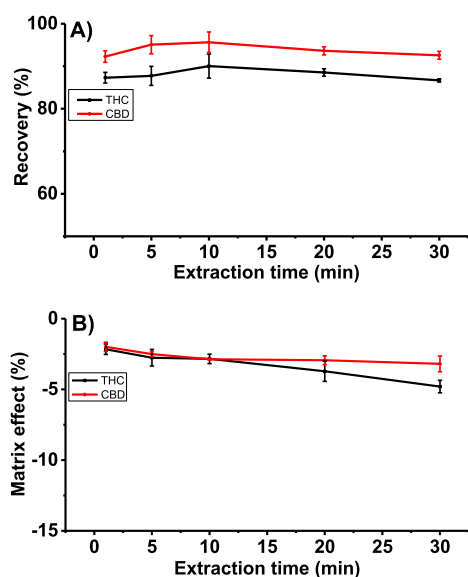 A)
100
80
60
Recovery (%)
THC
CBD
0 5 10 15 20 25 30
Extraction time (min)
B)
0
-5
-10
-15
Matrix effect (%)
THC
CBD
0 5 10 15 20 25 30
Extraction time (min)